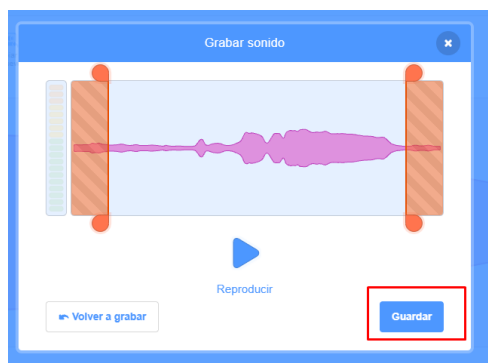 Grabar sonido
Reproducir
Volver a grabar
Guardar